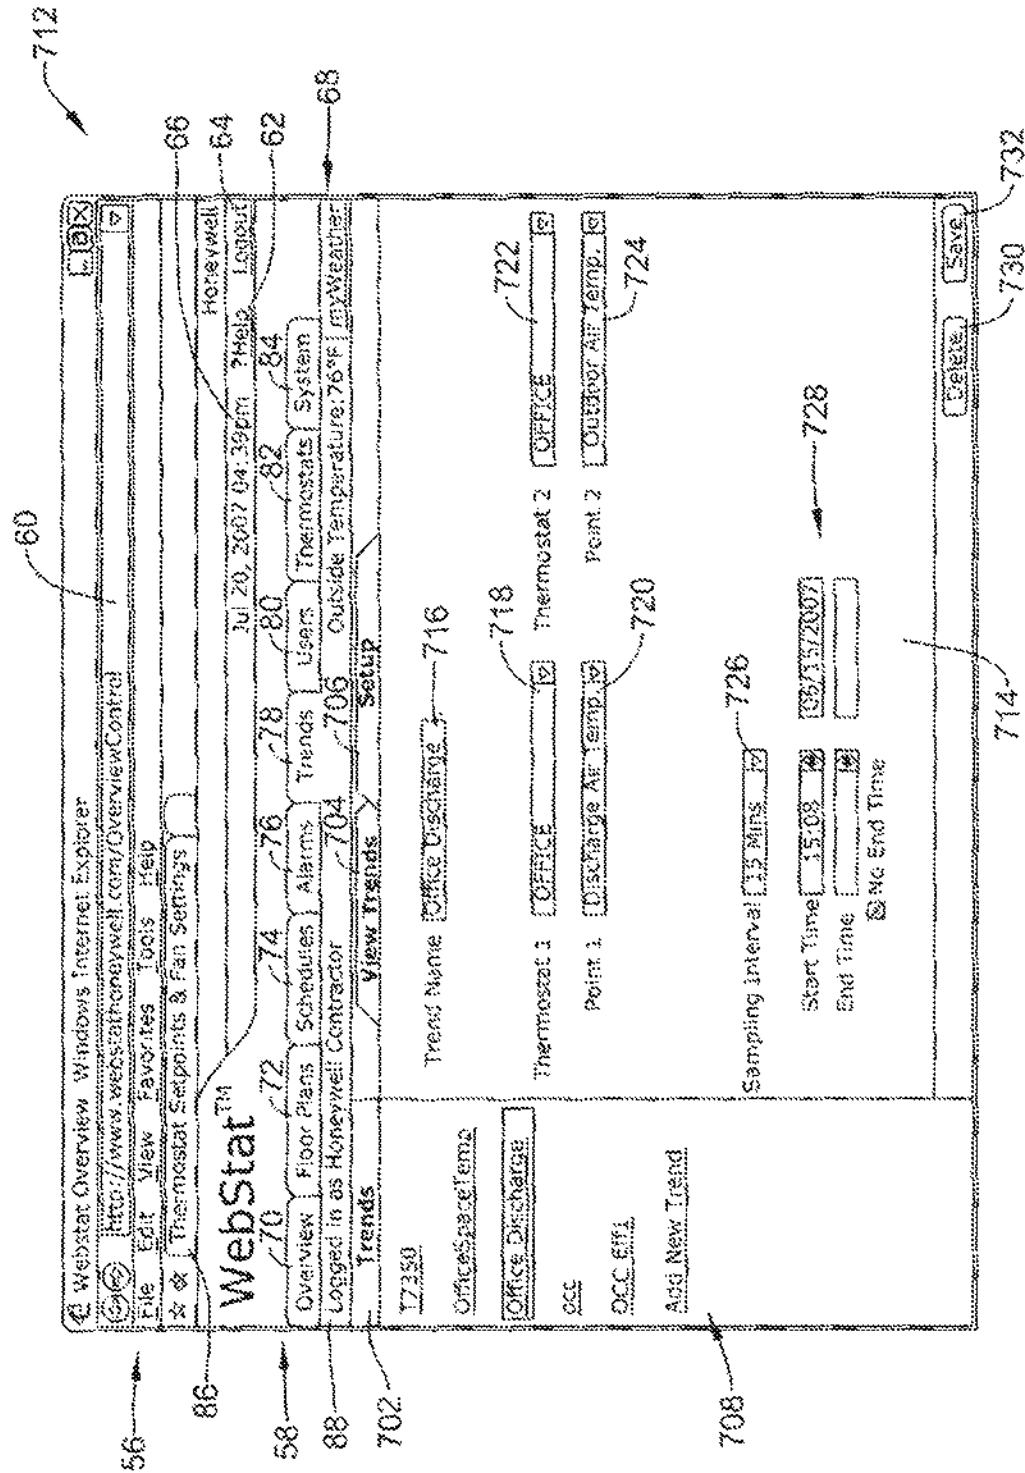 712
60
Webstat Overview Windows Internet Explorer
http://www.webstathoneywell.com/OverviewControl
File Edit View Favorites Tools Help
56
Thermostat Setpoints & Fan Settings
66
64
62
86
Honeywell
WebStat™
Jul 20, 2007 04:39pm ?Help Logout
70 72 74 76 78 80 82 84
58
Overview Floor Plans Schedules Alarms Trends Users Thermostats System
88
Logged in as Honeywell Contractor
Outside Temperature:76°F myWeather
68
702
704
706
Trends
View Trends
Setup
T7350
OfficeSpaceTemp
Office Discharge
occ
OCC Eff1
Add New Trend
708
Trend Name Office Discharge
716
718
722
Thermostat 1 OFFICE
Thermostat 2 OFFICE
Point 1 Discharge Air Temp.
Point 2 Outdoor Air Temp.
720
724
726
Sampling Interval 15 Mins
Start Time 15:08 06/15/2007
End Time
No End Time
728
714
Delete
Save
730
732